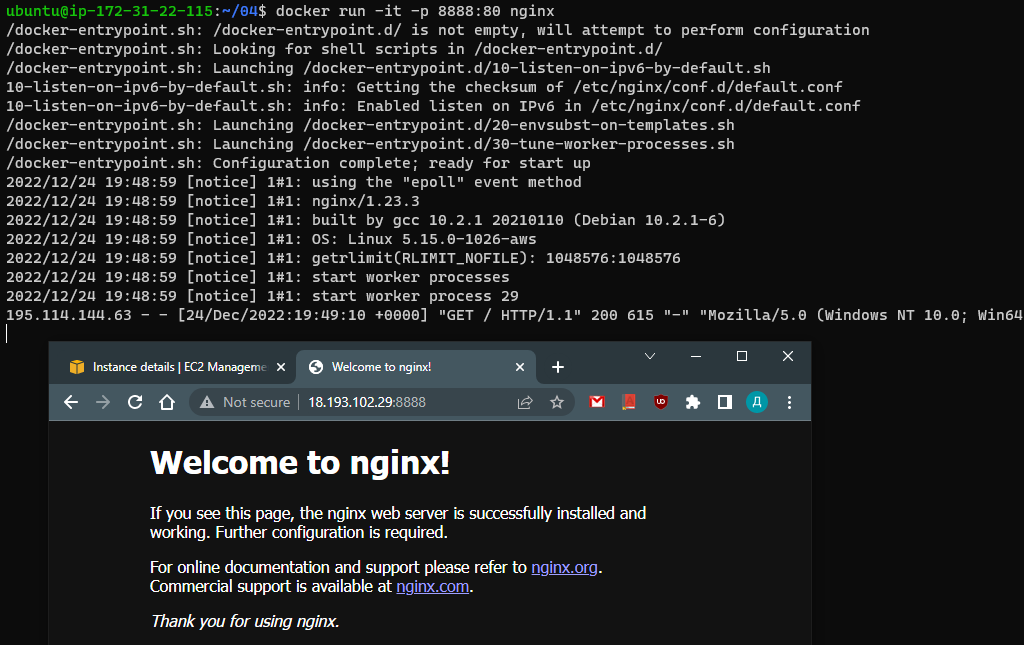 ubuntu@ip-172-31-22-115:~/04$ docker run -it -p 8888:80 nginx
/docker-entrypoint.sh: /docker-entrypoint.d/ is not empty, will attempt to perform configuration
/docker-entrypoint.sh: Looking for shell scripts in /docker-entrypoint.d/
/docker-entrypoint.sh: Launching /docker-entrypoint.d/10-listen-on-ipv6-by-default.sh
10-listen-on-ipv6-by-default.sh: info: Getting the checksum of /etc/nginx/conf.d/default.conf
10-listen-on-ipv6-by-default.sh: info: Enabled listen on IPv6 in /etc/nginx/conf.d/default.conf
/docker-entrypoint.sh: Launching /docker-entrypoint.d/20-envsubst-on-templates.sh
/docker-entrypoint.sh: Launching /docker-entrypoint.d/30-tune-worker-processes.sh
/docker-entrypoint.sh: Configuration complete; ready for start up
2022/12/24 19:48:59 [notice] 1#1: using the "epoll" event method
2022/12/24 19:48:59 [notice] 1#1: nginx/1.23.3
2022/12/24 19:48:59 [notice] 1#1: built by gcc 10.2.1 20210110 (Debian 10.2.1-6)
2022/12/24 19:48:59 [notice] 1#1: OS: Linux 5.15.0-1026-aws
2022/12/24 19:48:59 [notice] 1#1: getrlimit(RLIMIT_NOFILE): 1048576:1048576
2022/12/24 19:48:59 [notice] 1#1: start worker processes
2022/12/24 19:48:59 [notice] 1#1: start worker process 29
195.114.144.63 - - [24/Dec/2022:19:49:10 +0000] "GET / HTTP/1.1" 200 615 "-" "Mozilla/5.0 (Windows NT 10.0; Win64
Instance details | EC2 Manageme Welcome to nginx!
Not secure 18.193.102.29:8888 Д
Welcome to nginx!
If you see this page, the nginx web server is successfully installed and
working. Further configuration is required.
For online documentation and support please refer to nginx.org.
Commercial support is available at nginx.com.
Thank you for using nginx.